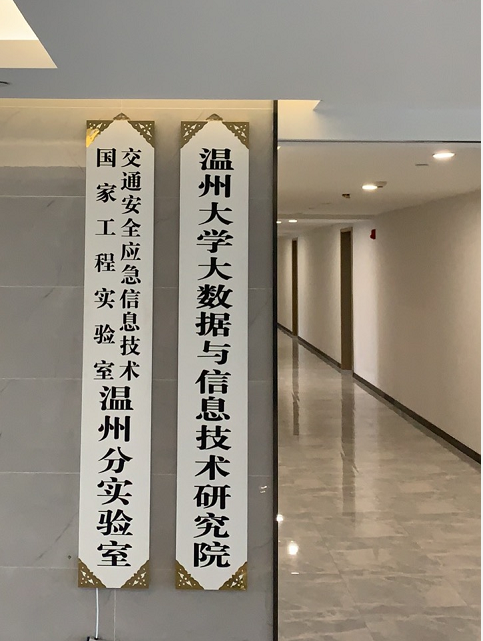 温州大学大数据与信息技术研究院
交通安全应急信息技术
国家工程实验室
温州分实验室